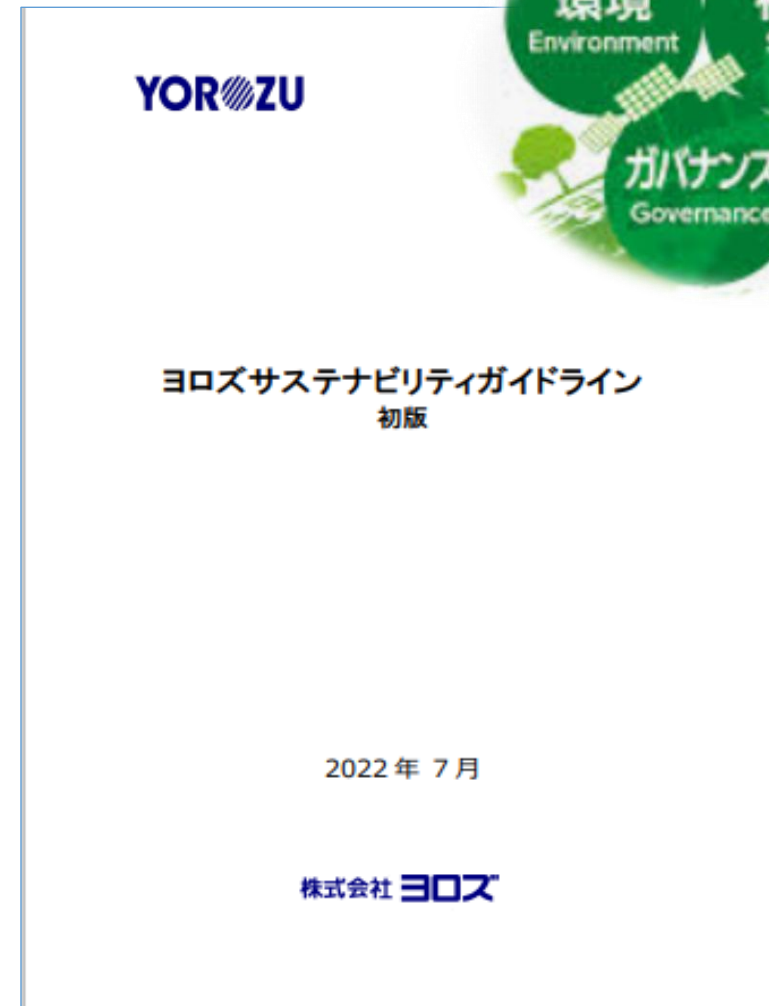 環境
Environment
YOROZU
ガバナンス
Governance
ヨロズサステナビリティガイドライン
初版
2022年 7月
株式会社 ヨロズ